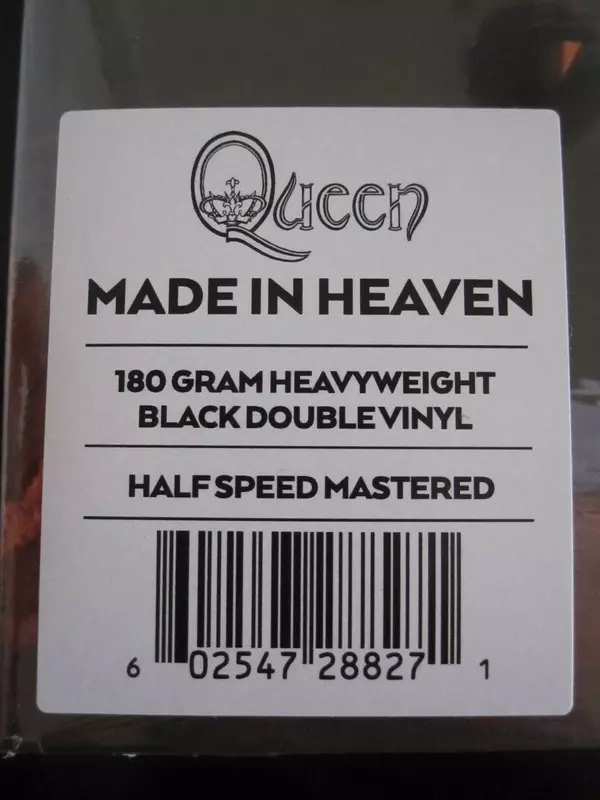 Queen
MADE IN HEAVEN
180 GRAM HEAVYWEIGHT
BLACK DOUBLE VINYL
HALF SPEED MASTERED
6 02547 28827 1